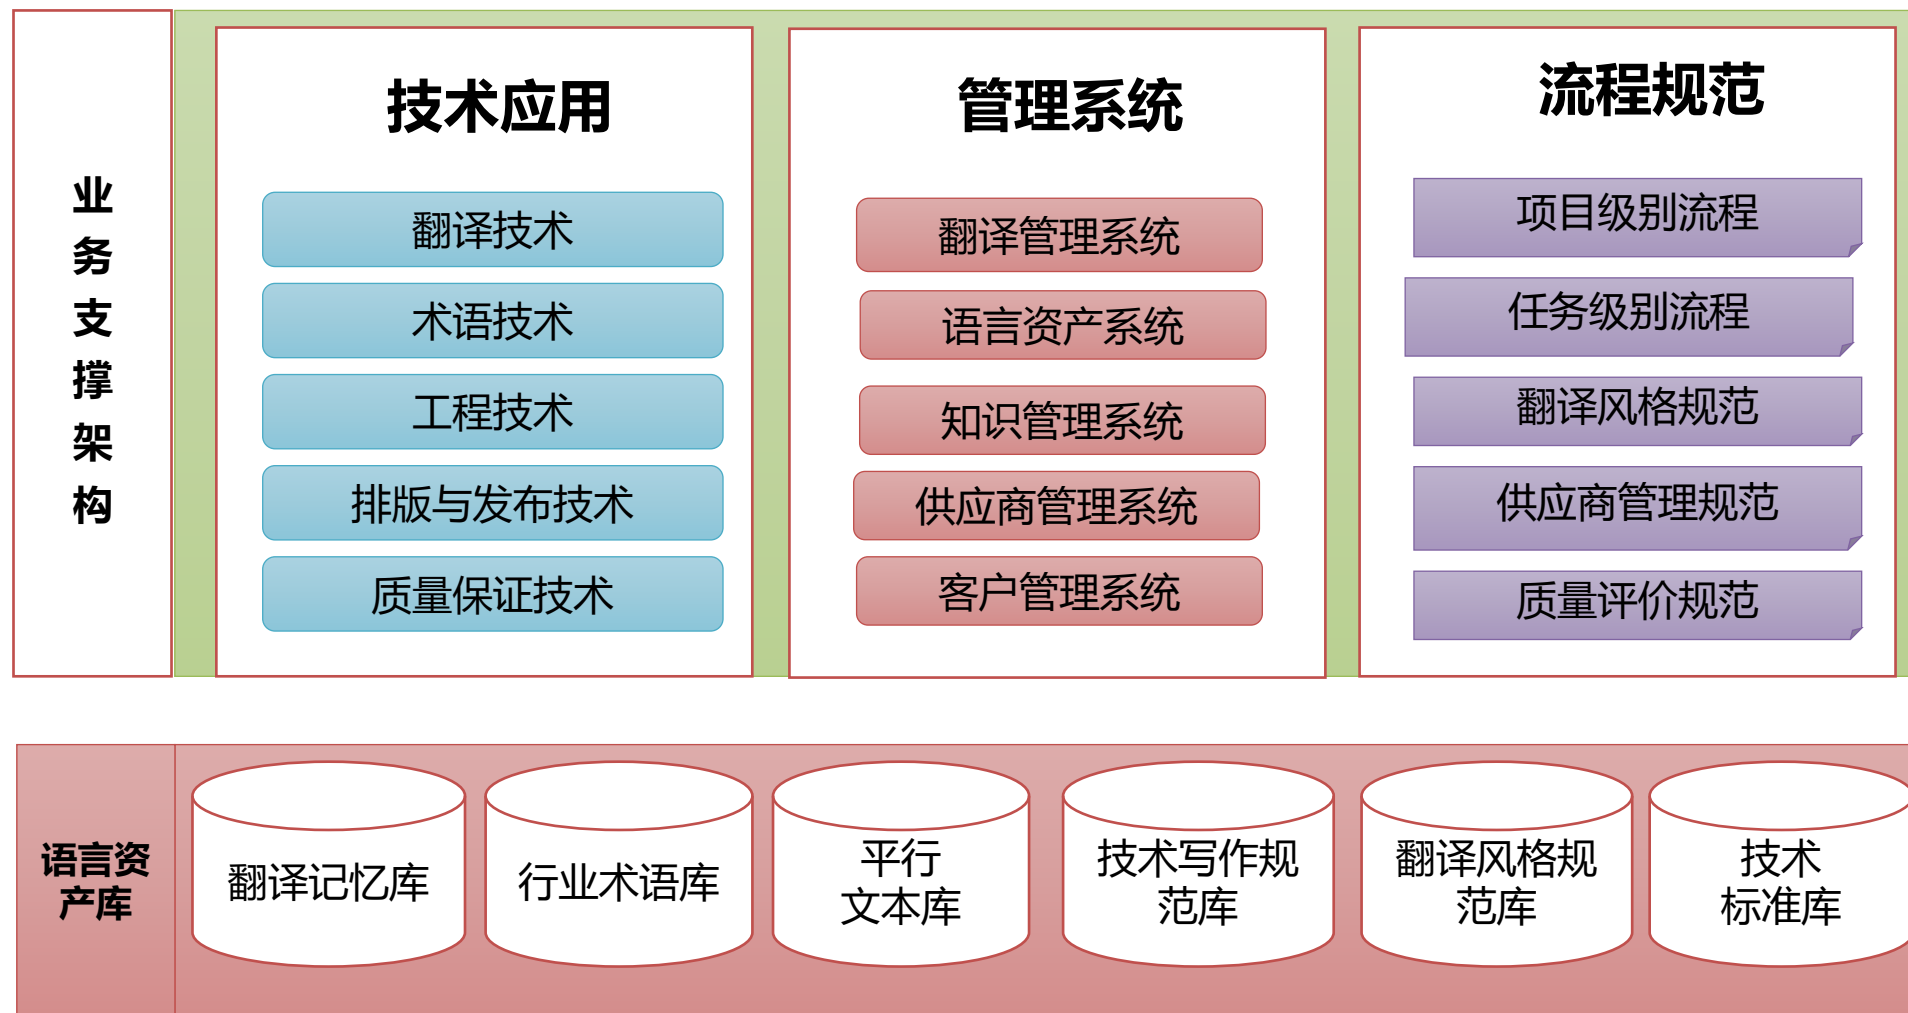 业
务
支
撑
架
构
技术应用
翻译技术
术语技术
工程技术
排版与发布技术
质量保证技术
管理系统
翻译管理系统
语言资产系统
知识管理系统
供应商管理系统
客户管理系统
流程规范
项目级别流程
任务级别流程
翻译风格规范
供应商管理规范
质量评价规范
语言资
产库
翻译记忆库
行业术语库
平行
文本库
技术写作规
范库
翻译风格规
范库
技术
标准库